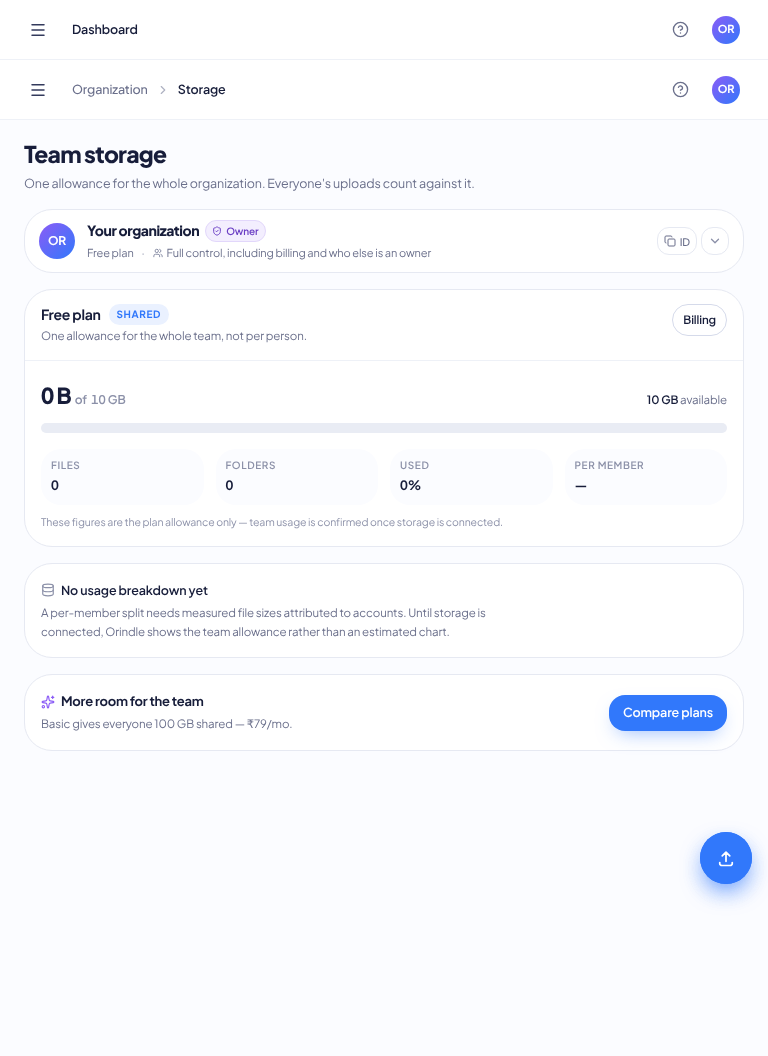 Dashboard
OR
Organization
Storage
OR
Team storage
One allowance for the whole organization. Everyone's uploads count against it.
OR
Your organization
Owner
Free plan · Full control, including billing and who else is an owner
ID
Free plan
SHARED
One allowance for the whole team, not per person.
Billing
0 B of 10 GB
10 GB available
FILES
0
FOLDERS
0
USED
0%
PER MEMBER
—
These figures are the plan allowance only — team usage is confirmed once storage is connected.
No usage breakdown yet
A per-member split needs measured file sizes attributed to accounts. Until storage is
connected, Orindle shows the team allowance rather than an estimated chart.
More room for the team
Basic gives everyone 100 GB shared — ₹79/mo.
Compare plans